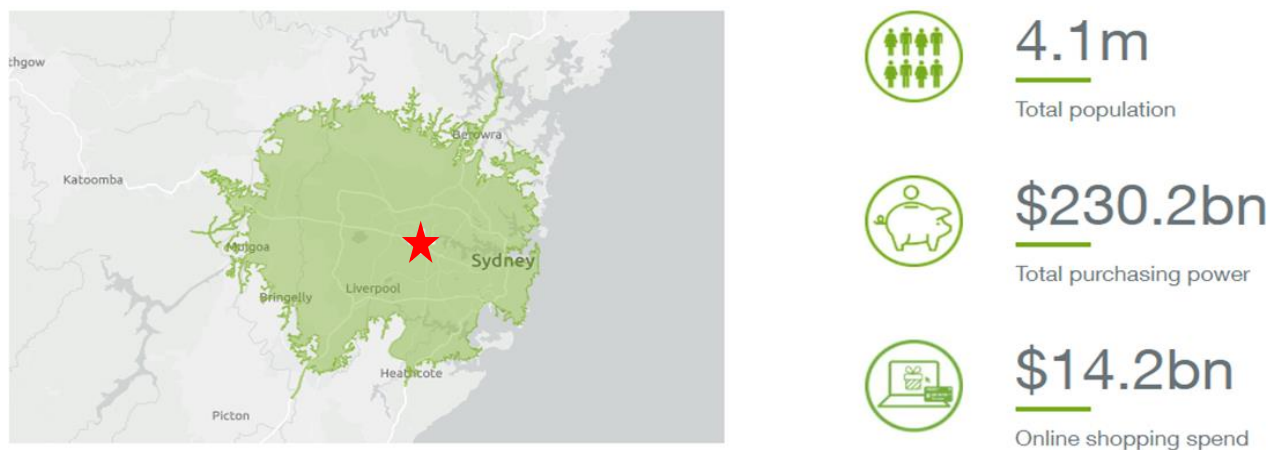 thgow
Berowra
Katoomba
Mulgoa
Sydney
Liverpool
Bringelly
Heathcote
Picton
4.1m
Total population
$230.2bn
Total purchasing power
$14.2bn
Online shopping spend